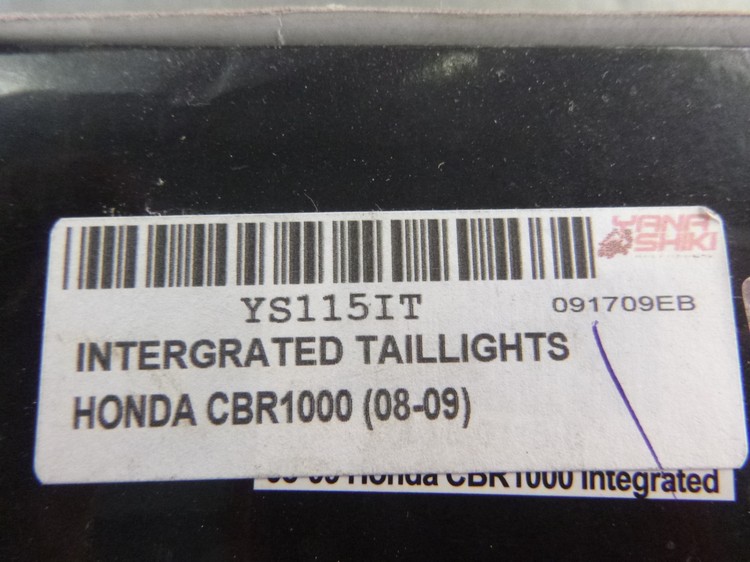 YANA
SHIKI
YS115IT
091709EB
INTERGRATED TAILLIGHTS
HONDA CBR1000 (08-09)
Honda CBR1000 Integrated